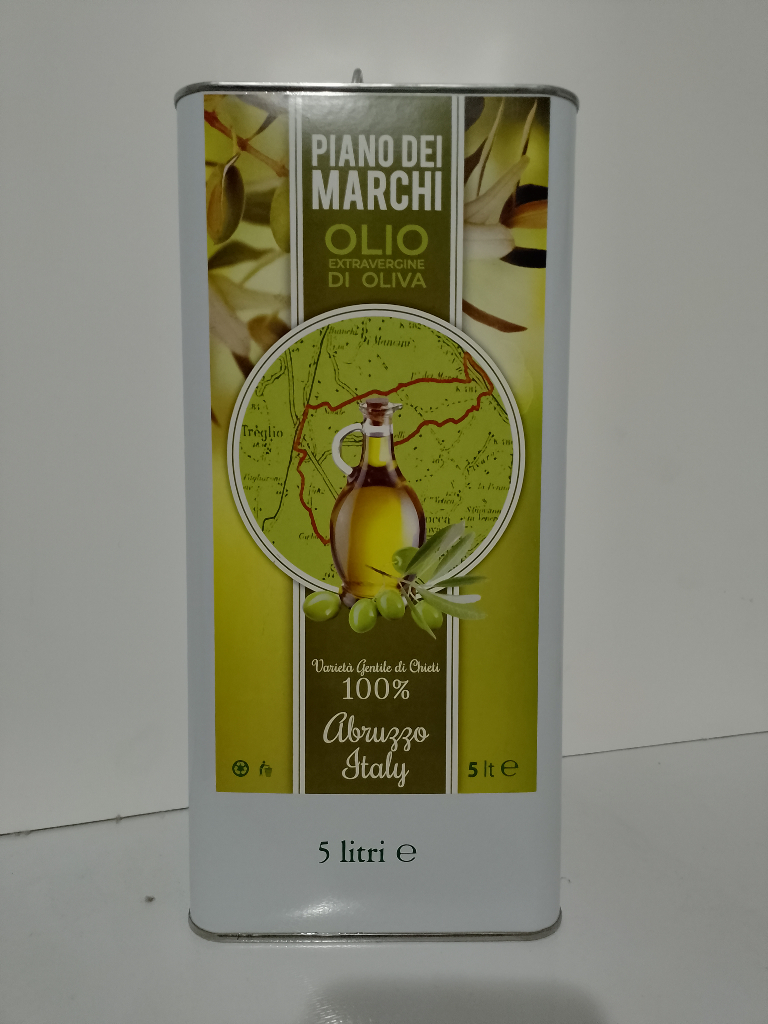 PIANO DEI
MARCHI
OLIO
EXTRAVERGINE
DI OLIVA
Treglio
Varietà Gentile di Chieti
100%
Abruzzo
Italy
5 lt ℮
5 litri ℮